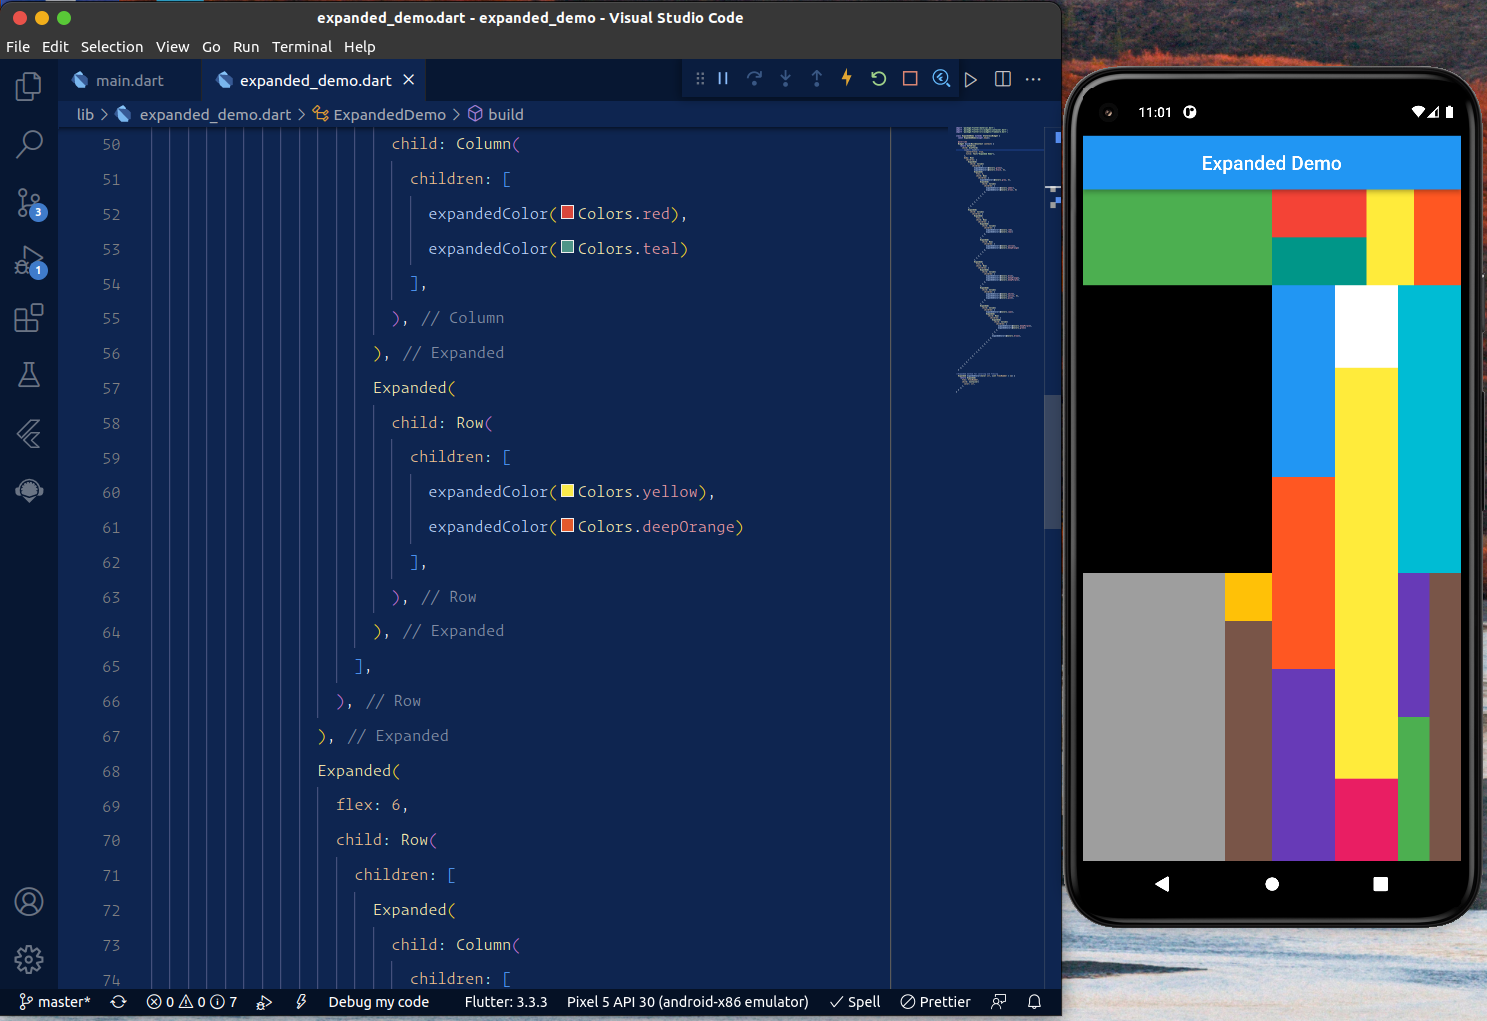 expanded_demo.dart - expanded_demo - Visual Studio Code
File Edit Selection View Go Run Terminal Help
main.dart expanded_demo.dart
lib > expanded_demo.dart > ExpandedDemo > build
50 child: Column(
51 children: [
52 expandedColor(Colors.red),
53 expandedColor(Colors.teal)
54 ],
55 ), // Column
56 ), // Expanded
57 Expanded(
58 child: Row(
59 children: [
60 expandedColor(Colors.yellow),
61 expandedColor(Colors.deepOrange)
62 ],
63 ), // Row
64 ), // Expanded
65 ],
66 ), // Row
67 ), // Expanded
68 Expanded(
69 flex: 6,
70 child: Row(
71 children: [
72 Expanded(
73 child: Column(
74 children: [
3
1
master* 0 0 7 Debug my code Flutter: 3.3.3 Pixel 5 API 30 (android-x86 emulator) Spell Prettier
11:01
Expanded Demo